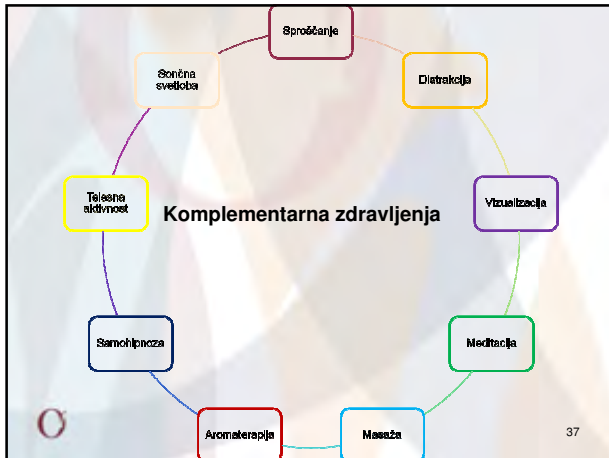 Sproščanje
Distrakcija
Vizualizacija
Meditacija
Masaža
Aromaterapija
Samohipnoza
Telesna
aktivnost
Sončna
svetloba
Komplementarna zdravljenja
37